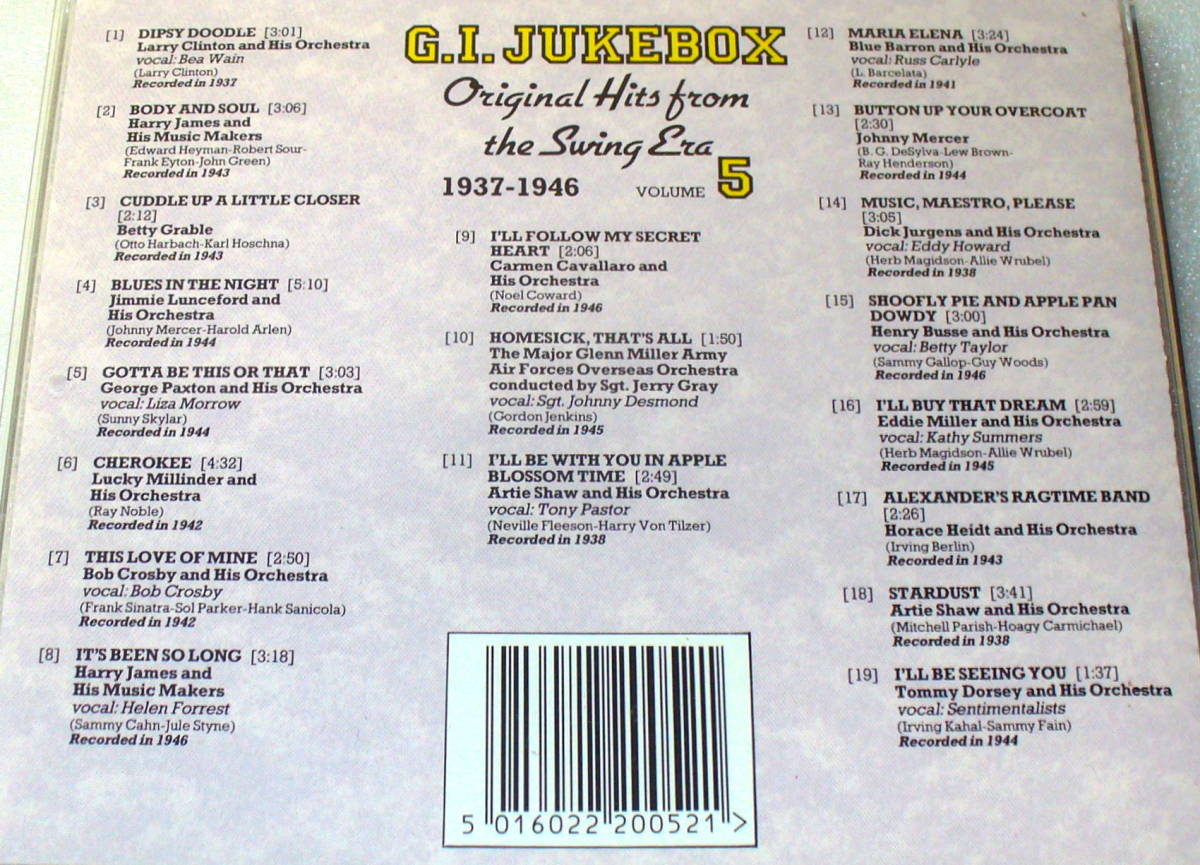 [1] DIPSY DOODLE [3:01]
Larry Clinton and His Orchestra
vocal: Bea Wain
(Larry Clinton)
Recorded in 1937
[2] BODY AND SOUL [3:06]
Harry James and
His Music Makers
(Edward Heyman-Robert Sour-
Frank Eyton-John Green)
Recorded in 1943
[3] CUDDLE UP A LITTLE CLOSER
[2:12]
Betty Grable
(Otto Harbach-Karl Hoschna)
Recorded in 1943
[4] BLUES IN THE NIGHT [5:10]
Jimmie Lunceford and
His Orchestra
(Johnny Mercer-Harold Arlen)
Recorded in 1944
[5] GOTTA BE THIS OR THAT [3:03]
George Paxton and His Orchestra
vocal: Liza Morrow
(Sunny Skylar)
Recorded in 1944
[6] CHEROKEE [4:32]
Lucky Millinder and
His Orchestra
(Ray Noble)
Recorded in 1942
[7] THIS LOVE OF MINE [2:50]
Bob Crosby and His Orchestra
vocal: Bob Crosby
(Frank Sinatra-Sol Parker-Hank Sanicola)
Recorded in 1942
[8] IT'S BEEN SO LONG [3:18]
Harry James and
His Music Makers
vocal: Helen Forrest
(Sammy Cahn-Jule Styne)
Recorded in 1946
G.I. JUKEBOX
Original Hits from
the Swing Era
1937-1946 VOLUME 5
[9] I'LL FOLLOW MY SECRET
HEART [2:06]
Carmen Cavallaro and
His Orchestra
(Noel Coward)
Recorded in 1946
[10] HOMESICK, THAT'S ALL [1:50]
The Major Glenn Miller Army
Air Forces Overseas Orchestra
conducted by Sgt. Jerry Gray
vocal: Sgt. Johnny Desmond
(Gordon Jenkins)
Recorded in 1945
[11] I'LL BE WITH YOU IN APPLE
BLOSSOM TIME [2:49]
Artie Shaw and His Orchestra
vocal: Tony Pastor
(Neville Fleeson-Harry Von Tilzer)
Recorded in 1938
5 016022 200521 >
[12] MARIA ELENA [3:24]
Blue Barron and His Orchestra
vocal: Russ Carlyle
(L. Barcelata)
Recorded in 1941
[13] BUTTON UP YOUR OVERCOAT
[2:30]
Johnny Mercer
(B. G. DeSylva-Lew Brown-
Ray Henderson)
Recorded in 1944
[14] MUSIC, MAESTRO, PLEASE
[3:05]
Dick Jurgens and His Orchestra
vocal: Eddy Howard
(Herb Magidson-Allie Wrubel)
Recorded in 1938
[15] SHOOFLY PIE AND APPLE PAN
DOWDY [3:00]
Henry Busse and His Orchestra
vocal: Betty Taylor
(Sammy Gallop-Guy Woods)
Recorded in 1946
[16] I'LL BUY THAT DREAM [2:59]
Eddie Miller and His Orchestra
vocal: Kathy Summers
(Herb Magidson-Allie Wrubel)
Recorded in 1945
[17] ALEXANDER'S RAGTIME BAND
[2:26]
Horace Heidt and His Orchestra
(Irving Berlin)
Recorded in 1943
[18] STARDUST [3:41]
Artie Shaw and His Orchestra
(Mitchell Parish-Hoagy Carmichael)
Recorded in 1938
[19] I'LL BE SEEING YOU [1:37]
Tommy Dorsey and His Orchestra
vocal: Sentimentalists
(Irving Kahal-Sammy Fain)
Recorded in 1944